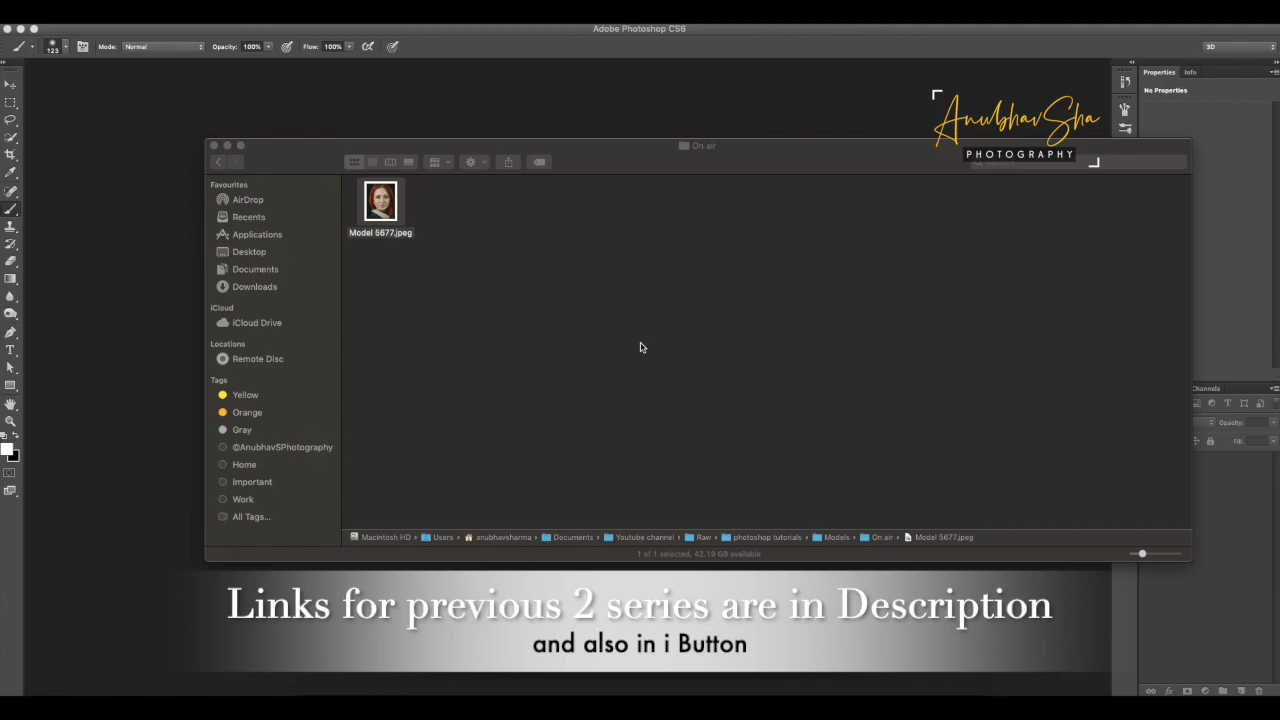 Adobe Photoshop CS6
123
Mode: Normal
Opacity: 100%
Flow: 100%
3D
Properties
Info
No Properties
AnubhavSha
PHOTOGRAPHY
On air
Favourites
AirDrop
Recents
Applications
Desktop
Documents
Downloads
iCloud
iCloud Drive
Locations
Remote Disc
Tags
Yellow
Orange
Gray
©AnubhavSPhotography
Home
Important
Work
All Tags...
Model 5677.jpeg
Macintosh HD › Users › anubhavsharma › Documents › Youtube channel › Raw › photoshop tutorials › Models › On air › Model 5677.jpeg
1 of 1 selected, 42.19 GB available
Channels
Opacity:
Fill:
Links for previous 2 series are in Description
and also in i Button